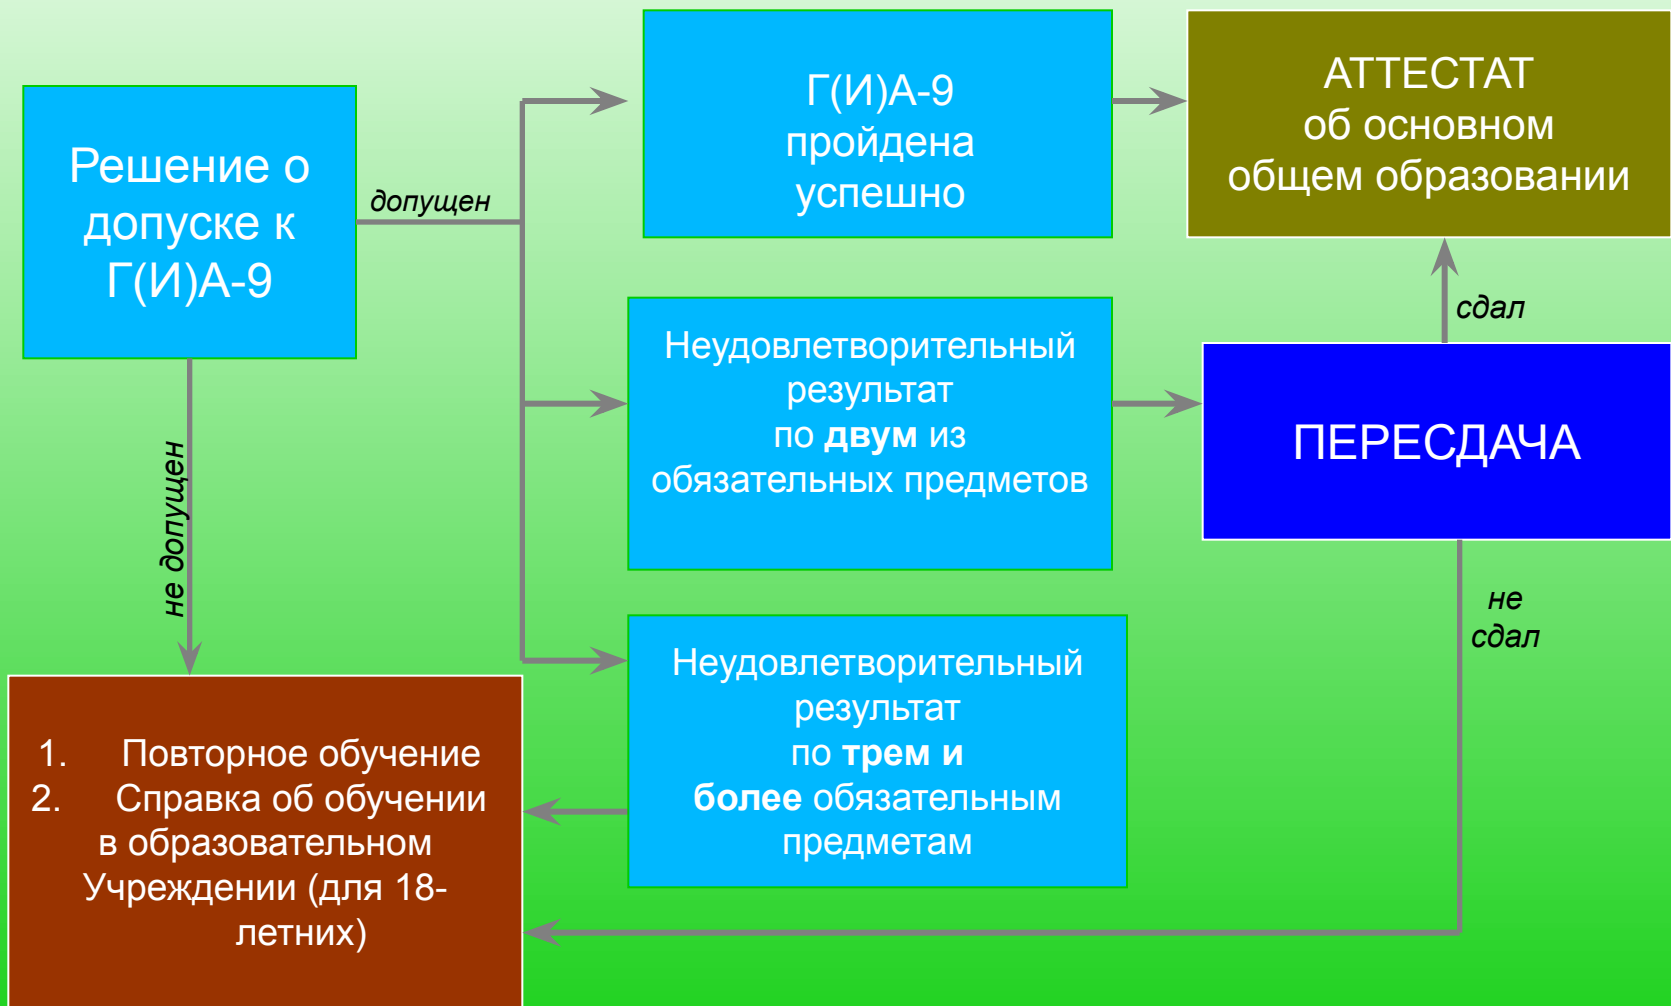 Решение о
допуске к
Г(И)А-9
допущен
не допущен
Г(И)А-9
пройдена
успешно
АТТЕСТАТ
об основном
общем образовании
Неудовлетворительный
результат
по двум из
обязательных предметов
сдал
ПЕРЕСДАЧА
не
сдал
Неудовлетворительный
результат
по трем и
более обязательным
предметам
1. Повторное обучение
2. Справка об обучении
в образовательном
Учреждении (для 18-
летних)